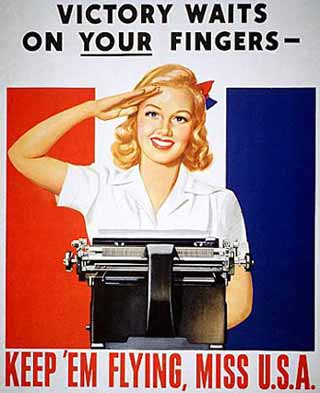 VICTORY WAITS
ON YOUR FINGERS—
KEEP 'EM FLYING, MISS U.S.A.